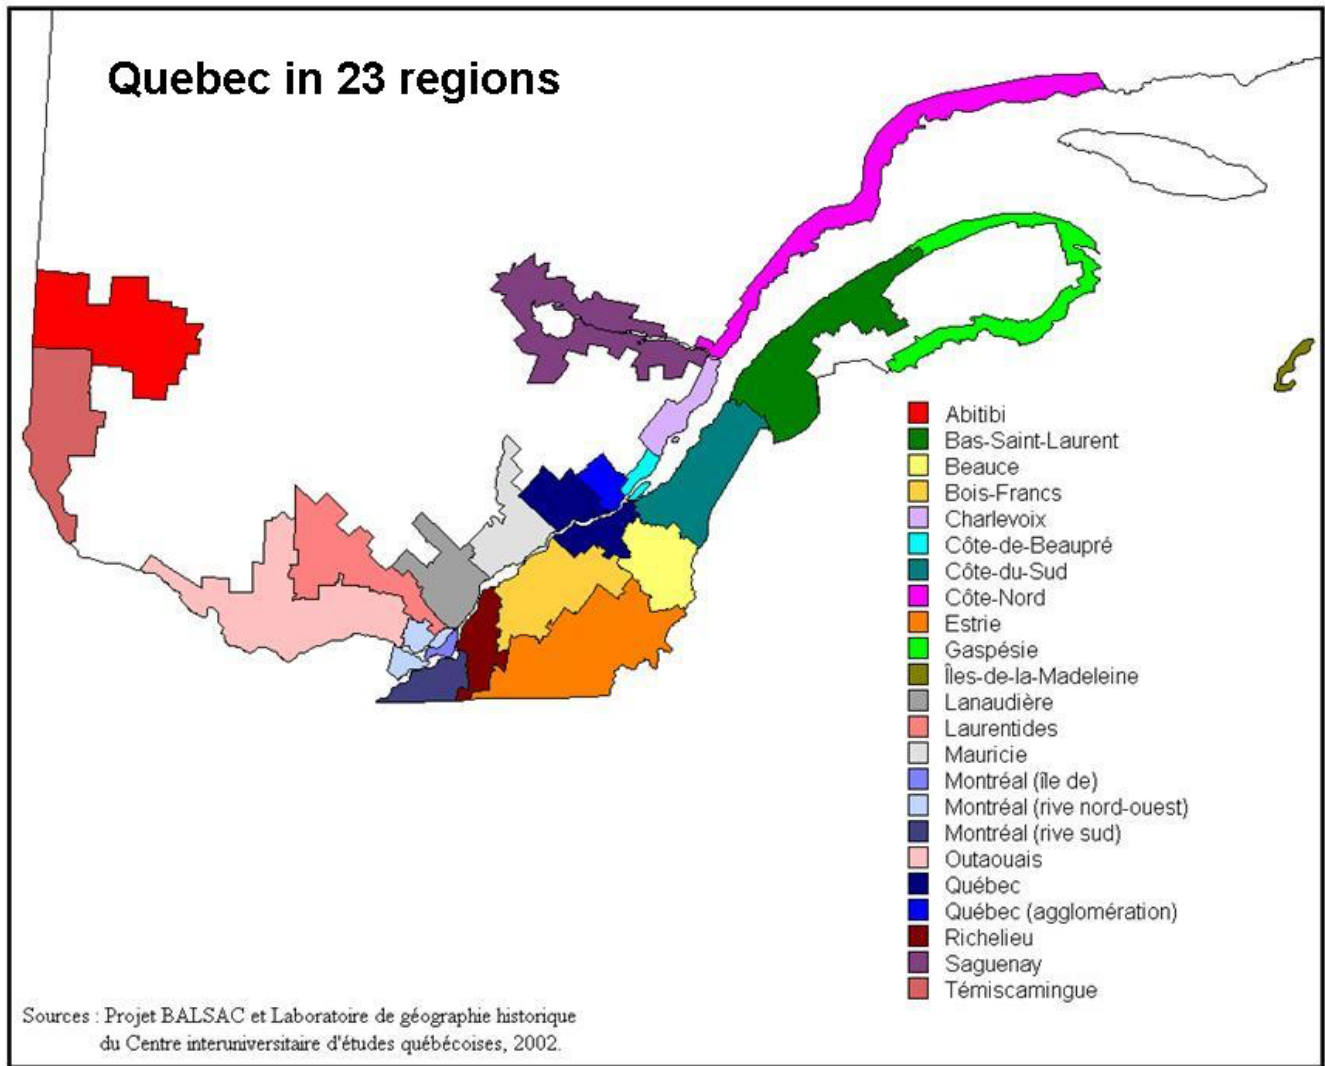 Quebec in 23 regions
Abitibi
Bas-Saint-Laurent
Beauce
Bois-Francs
Charlevoix
Côte-de-Beaupré
Côte-du-Sud
Côte-Nord
Estrie
Gaspésie
Îles-de-la-Madeleine
Lanaudière
Laurentides
Mauricie
Montréal (île de)
Montréal (rive nord-ouest)
Montréal (rive sud)
Outaouais
Québec
Québec (agglomération)
Richelieu
Saguenay
Témiscamingue
Sources : Projet BALSAC et Laboratoire de géographie historique
du Centre interuniversitaire d'études québécoises, 2002.